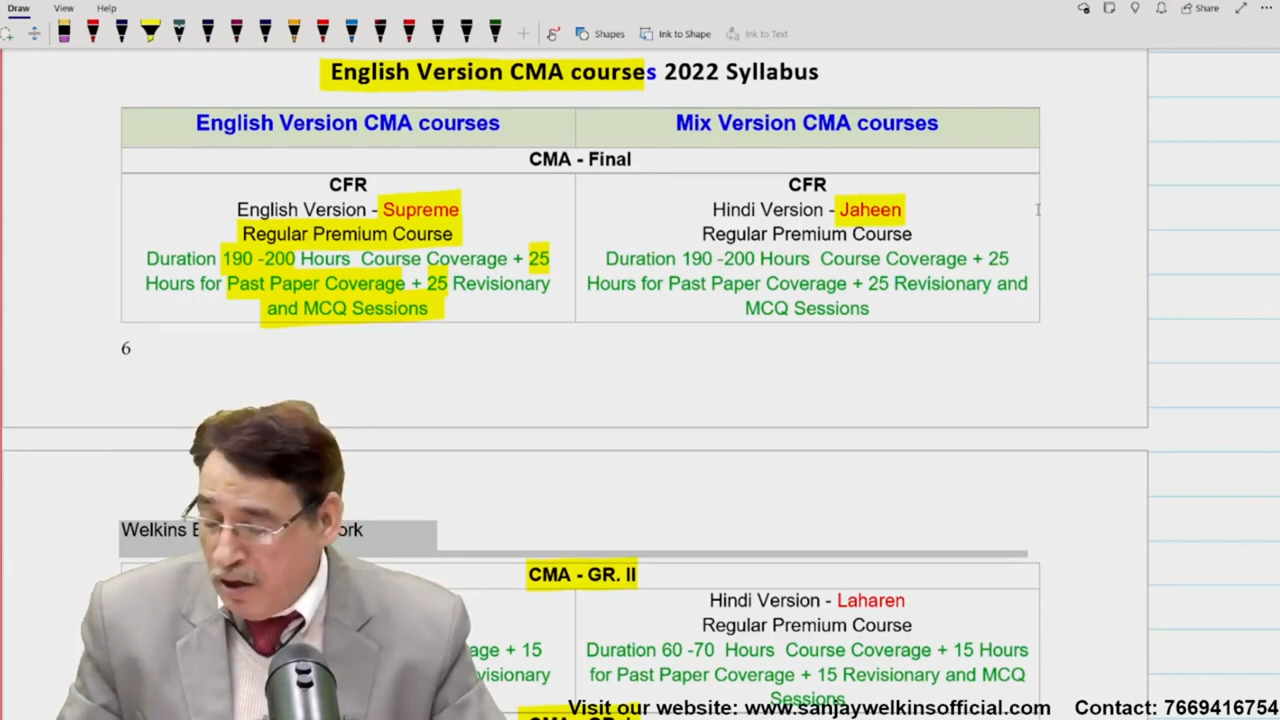 Draw View Help Share
Shapes Ink to Shape Ink to Text
English Version CMA courses 2022 Syllabus
English Version CMA courses Mix Version CMA courses
CMA - Final
CFR
English Version - Supreme
Regular Premium Course
Duration 190 -200 Hours Course Coverage + 25
Hours for Past Paper Coverage + 25 Revisionary
and MCQ Sessions
CFR
Hindi Version - Jaheen
Regular Premium Course
Duration 190 -200 Hours Course Coverage + 25
Hours for Past Paper Coverage + 25 Revisionary and
MCQ Sessions
6
Welkins
CMA - GR. II
+ 15
Hindi Version - Laharen
Regular Premium Course
Duration 60 -70 Hours Course Coverage + 15 Hours
for Past Paper Coverage + 15 Revisionary and MCQ
Sessions
Visit our website: www.sanjaywelkinsofficial.com Contact: 7669416754